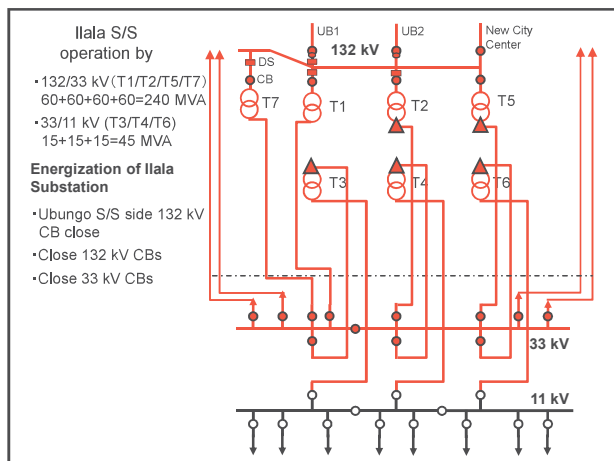 Ilala S/S
operation by
・132/33 kV(T1/T2/T5/T7)
60+60+60+60=240 MVA
・33/11 kV (T3/T4/T6)
15+15+15=45 MVA
Energization of Ilala
Substation
・Ubungo S/S side 132 kV
CB close
・Close 132 kV CBs
・Close 33 kV CBs
UB1
UB2
New City
Center
132 kV
DS
CB
T7
T1
T2
T5
T3
T4
T6
33 kV
11 kV